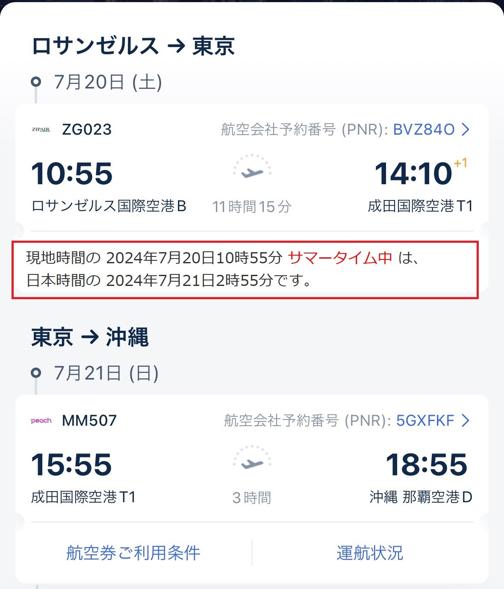 ロサンゼルス → 東京
7月20日 (土)
ZIPAIR ZG023 航空会社予約番号 (PNR): BVZ84O >
10:55 14:10 +1
ロサンゼルス国際空港B 11時間15分 成田国際空港T1
現地時間の 2024年7月20日10時55分 サマータイム中 は、
日本時間の 2024年7月21日2時55分です。
東京 → 沖縄
7月21日 (日)
peach MM507 航空会社予約番号 (PNR): 5GXFKF >
15:55 18:55
成田国際空港T1 3時間 沖縄 那覇空港D
航空券ご利用条件 運航状況